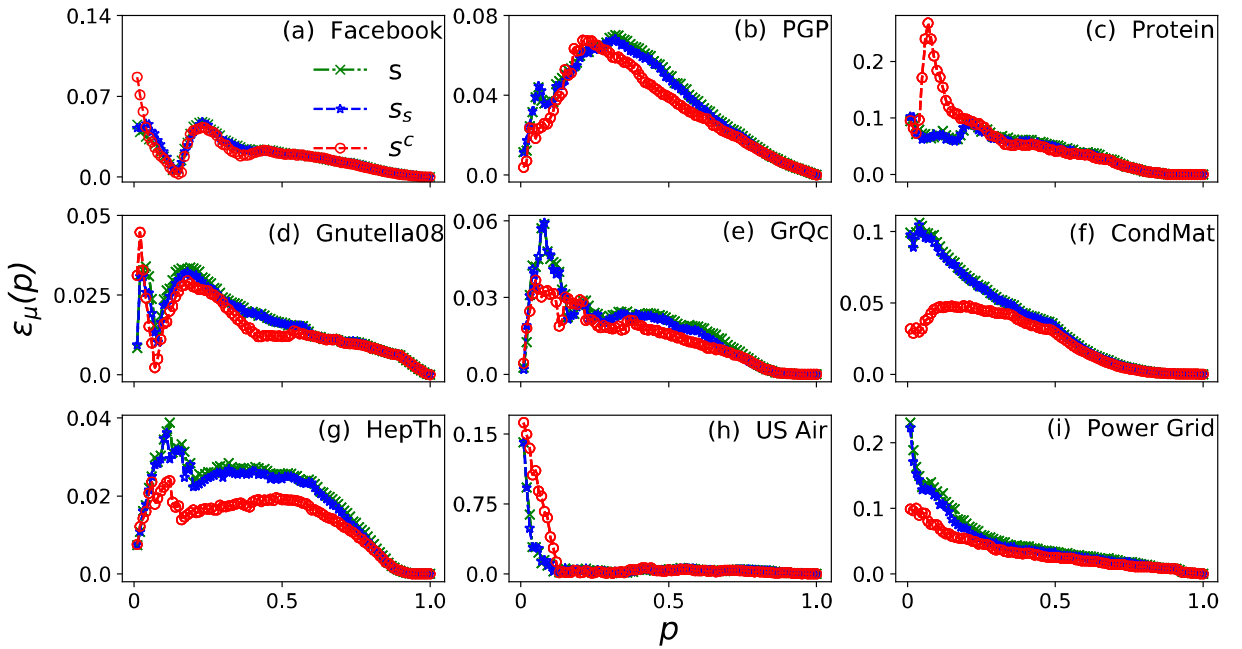 (a) Facebook
0.14
0.07
0.0
S
S_s
S^C
(b) PGP
0.08
0.04
0.0
(c) Protein
0.2
0.1
0.0
(d) Gnutella08
0.05
0.025
0.0
(e) GrQc
0.06
0.03
0.0
(f) CondMat
0.1
0.05
0.0
ε_μ(p)
(g) HepTh
0.04
0.02
0.0
0 0.5 1.0
(h) US Air
0.15
0.75
0.0
0 0.5 1.0
(i) Power Grid
0.2
0.1
0.0
0 0.5 1.0
p